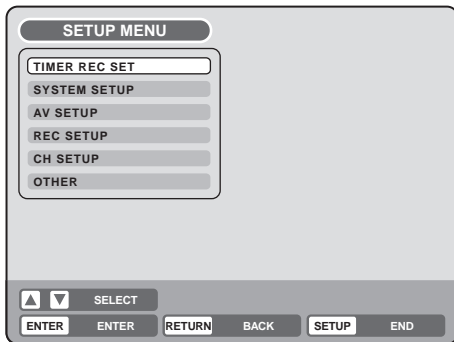 SETUP MENU
TIMER REC SET
SYSTEM SETUP
AV SETUP
REC SETUP
CH SETUP
OTHER
▲ ▼ SELECT
ENTER ENTER RETURN BACK SETUP END